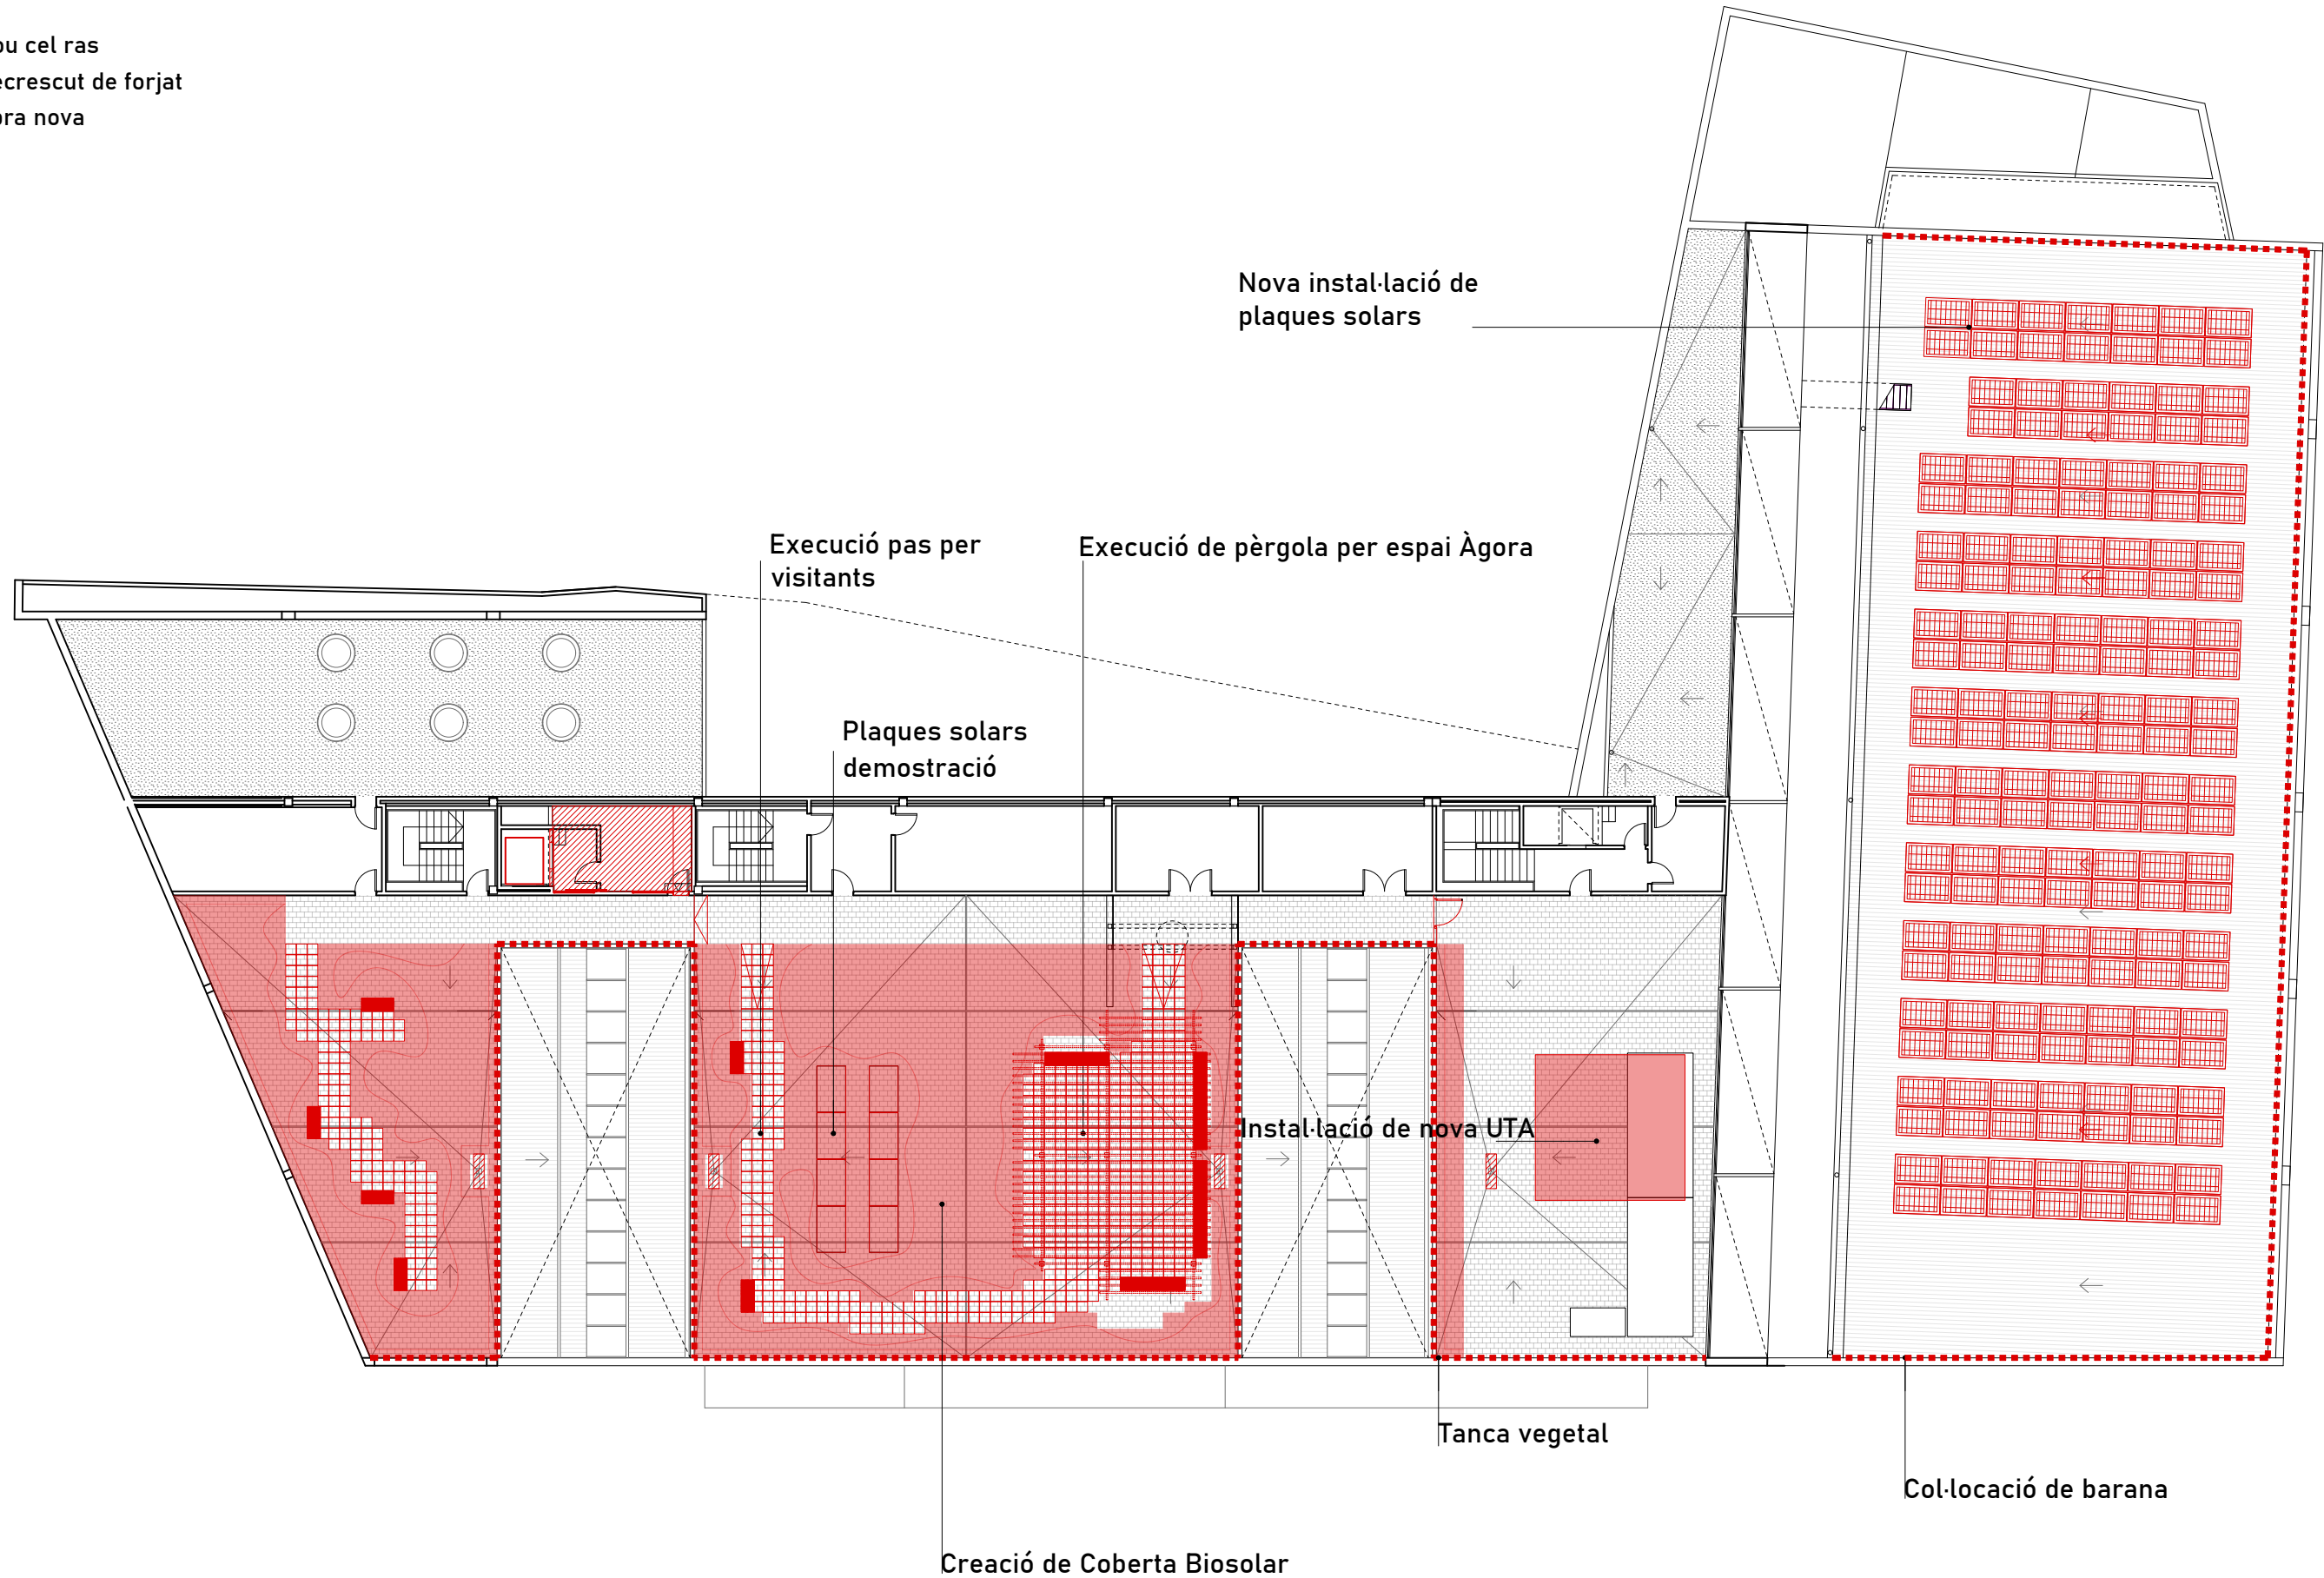 cel ras
de forjat
nova
Nova instal·lació de
plaques solars
Execució pas per
visitants
Execució de pèrgola per espai Àgora
Plaques solars
demostració
Instal·lació de nova UTA
Tanca vegetal
Col·locació de barana
Creació de Coberta Biosolar